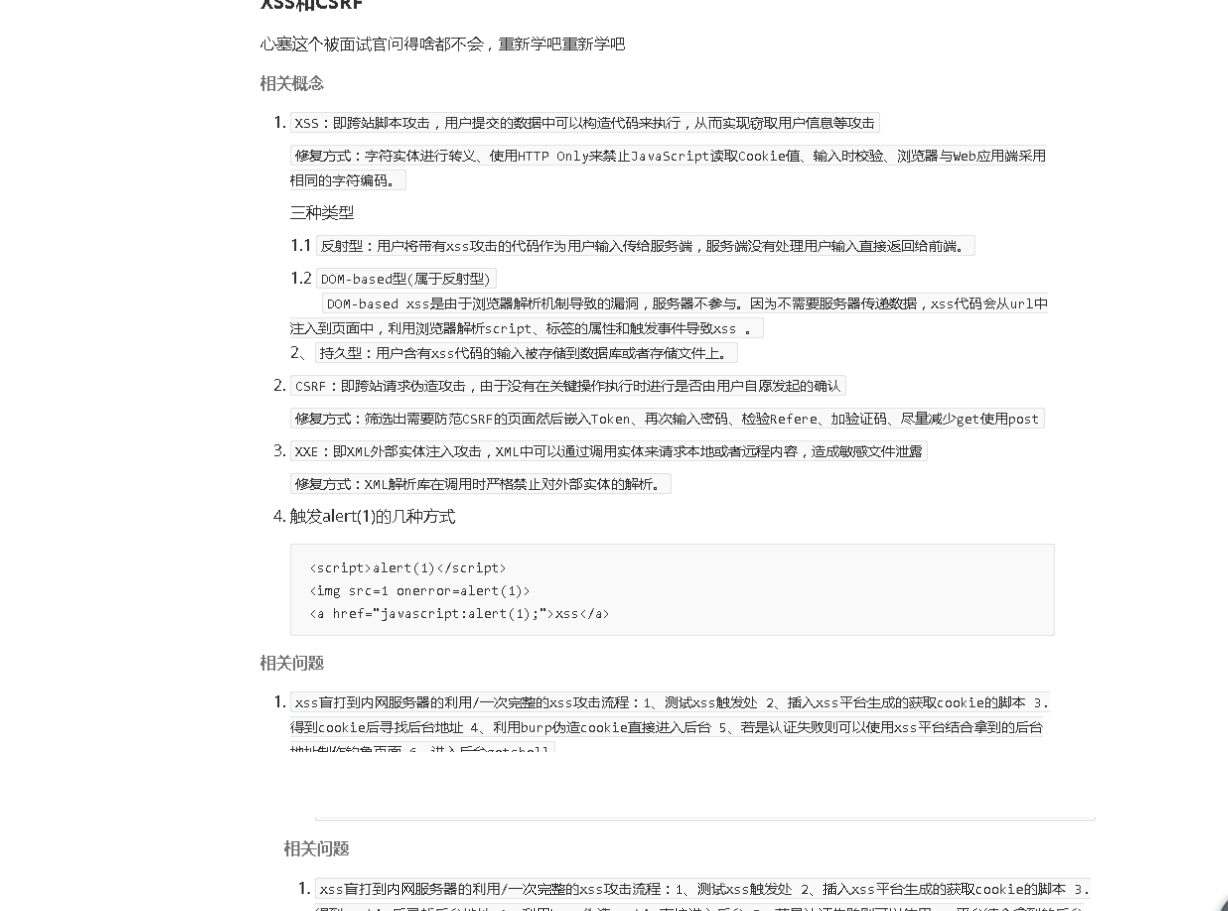 XSS和CSRF
心塞这个被面试官问得啥都不会，重新学吧重新学吧
相关概念
1. XSS：即跨站脚本攻击，用户提交的数据中可以构造代码来执行，从而实现窃取用户信息等攻击
修复方式：字符实体进行转义、使用HTTP Only来禁止JavaScript读取Cookie值、输入时校验、浏览器与Web应用端采用
相同的字符编码。
三种类型
1.1 反射型：用户将带有xss攻击的代码作为用户输入传给服务端，服务端没有处理用户输入直接返回给前端。
1.2 DOM-based型(属于反射型)
DOM-based xss是由于浏览器解析机制导致的漏洞，服务器不参与。因为不需要服务器传递数据，xss代码会从url中
注入到页面中，利用浏览器解析script、标签的属性和触发事件导致xss 。
2、 持久型：用户含有xss代码的输入被存储到数据库或者存储文件上。
2. CSRF：即跨站请求伪造攻击，由于没有在关键操作执行时进行是否由用户自愿发起的确认
修复方式：筛选出需要防范CSRF的页面然后嵌入Token、再次输入密码、检验Refere、加验证码、尽量减少get使用post
3. XXE：即XML外部实体注入攻击，XML中可以通过调用实体来请求本地或者远程内容，造成敏感文件泄露
修复方式：XML解析库在调用时严格禁止对外部实体的解析。
4. 触发alert(1)的几种方式
<script>alert(1)</script>
<img src=1 onerror=alert(1)>
<a href="javascript:alert(1);">xss</a>
相关问题
1. xss盲打到内网服务器的利用/一次完整的xss攻击流程：1、测试xss触发处 2、插入xss平台生成的获取cookie的脚本 3.
得到cookie后寻找后台地址 4、利用burp伪造cookie直接进入后台 5、若是认证失败则可以使用xss平台结合拿到的后台
地址制作钓鱼页面 6、进入后台getshell
相关问题
1. xss盲打到内网服务器的利用/一次完整的xss攻击流程：1、测试xss触发处 2、插入xss平台生成的获取cookie的脚本 3.